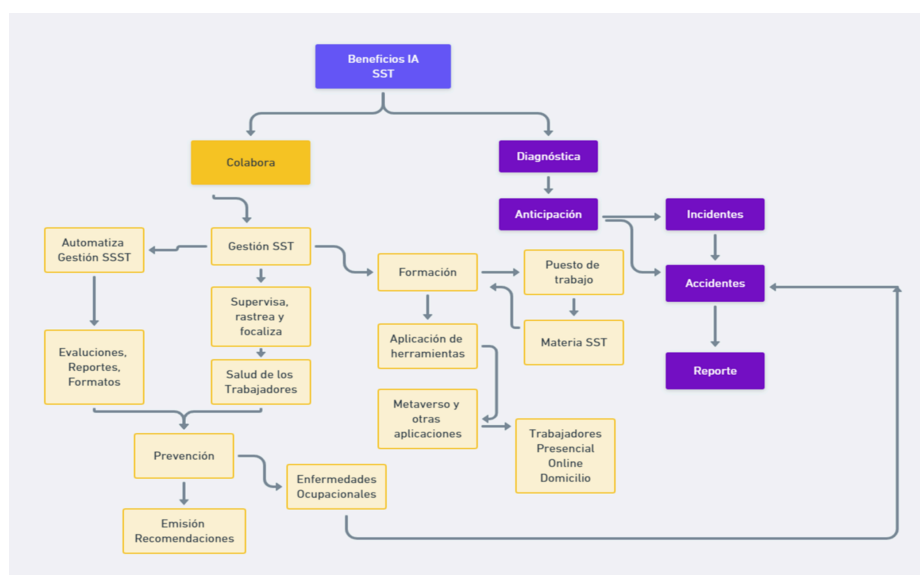 Beneficios IA
SST
Colabora
Diagnóstica
Anticipación
Incidentes
Automatiza
Gestión SSST
Gestión SST
Formación
Puesto de
trabajo
Accidentes
Supervisa,
rastrea y
focaliza
Evaluciones,
Reportes,
Formatos
Aplicación de
herramientas
Materia SST
Reporte
Salud de los
Trabajadores
Metaverso y
otras
aplicaciones
Trabajadores
Presencial
Online
Domicilio
Prevención
Enfermedades
Ocupacionales
Emisión
Recomendaciones